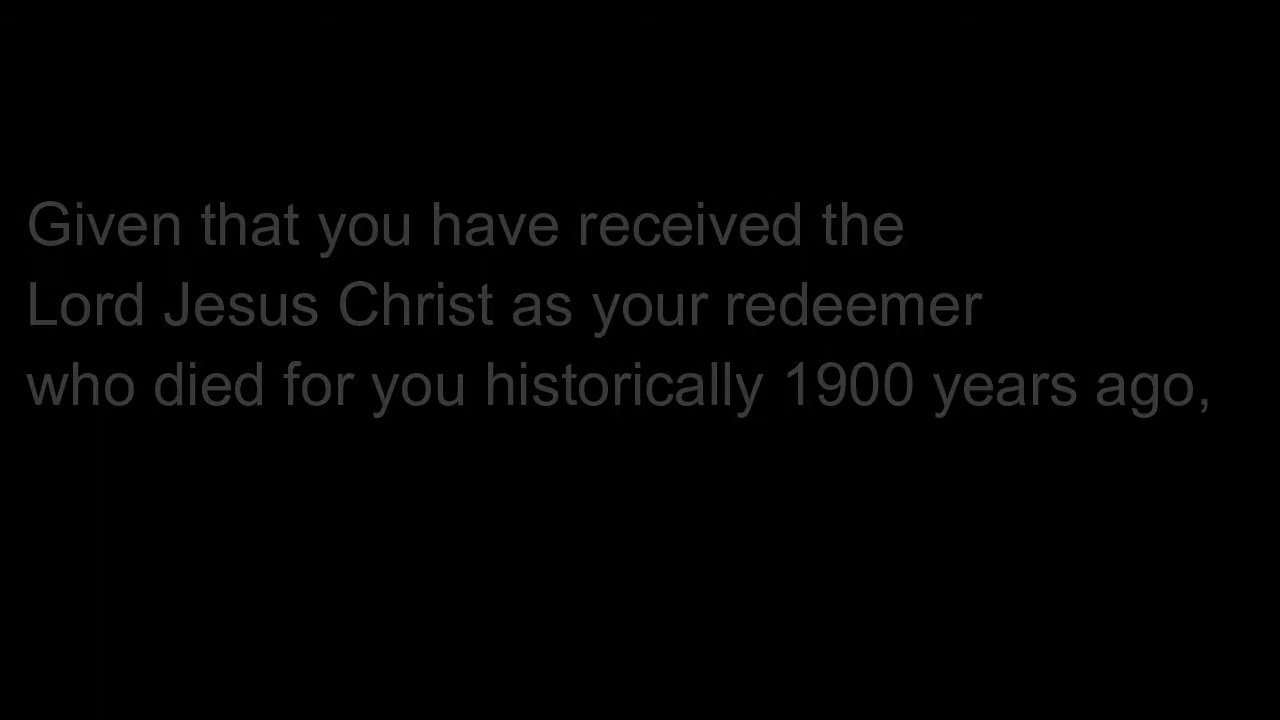 Given that you have received the
Lord Jesus Christ as your redeemer
who died for you historically 1900 years ago,